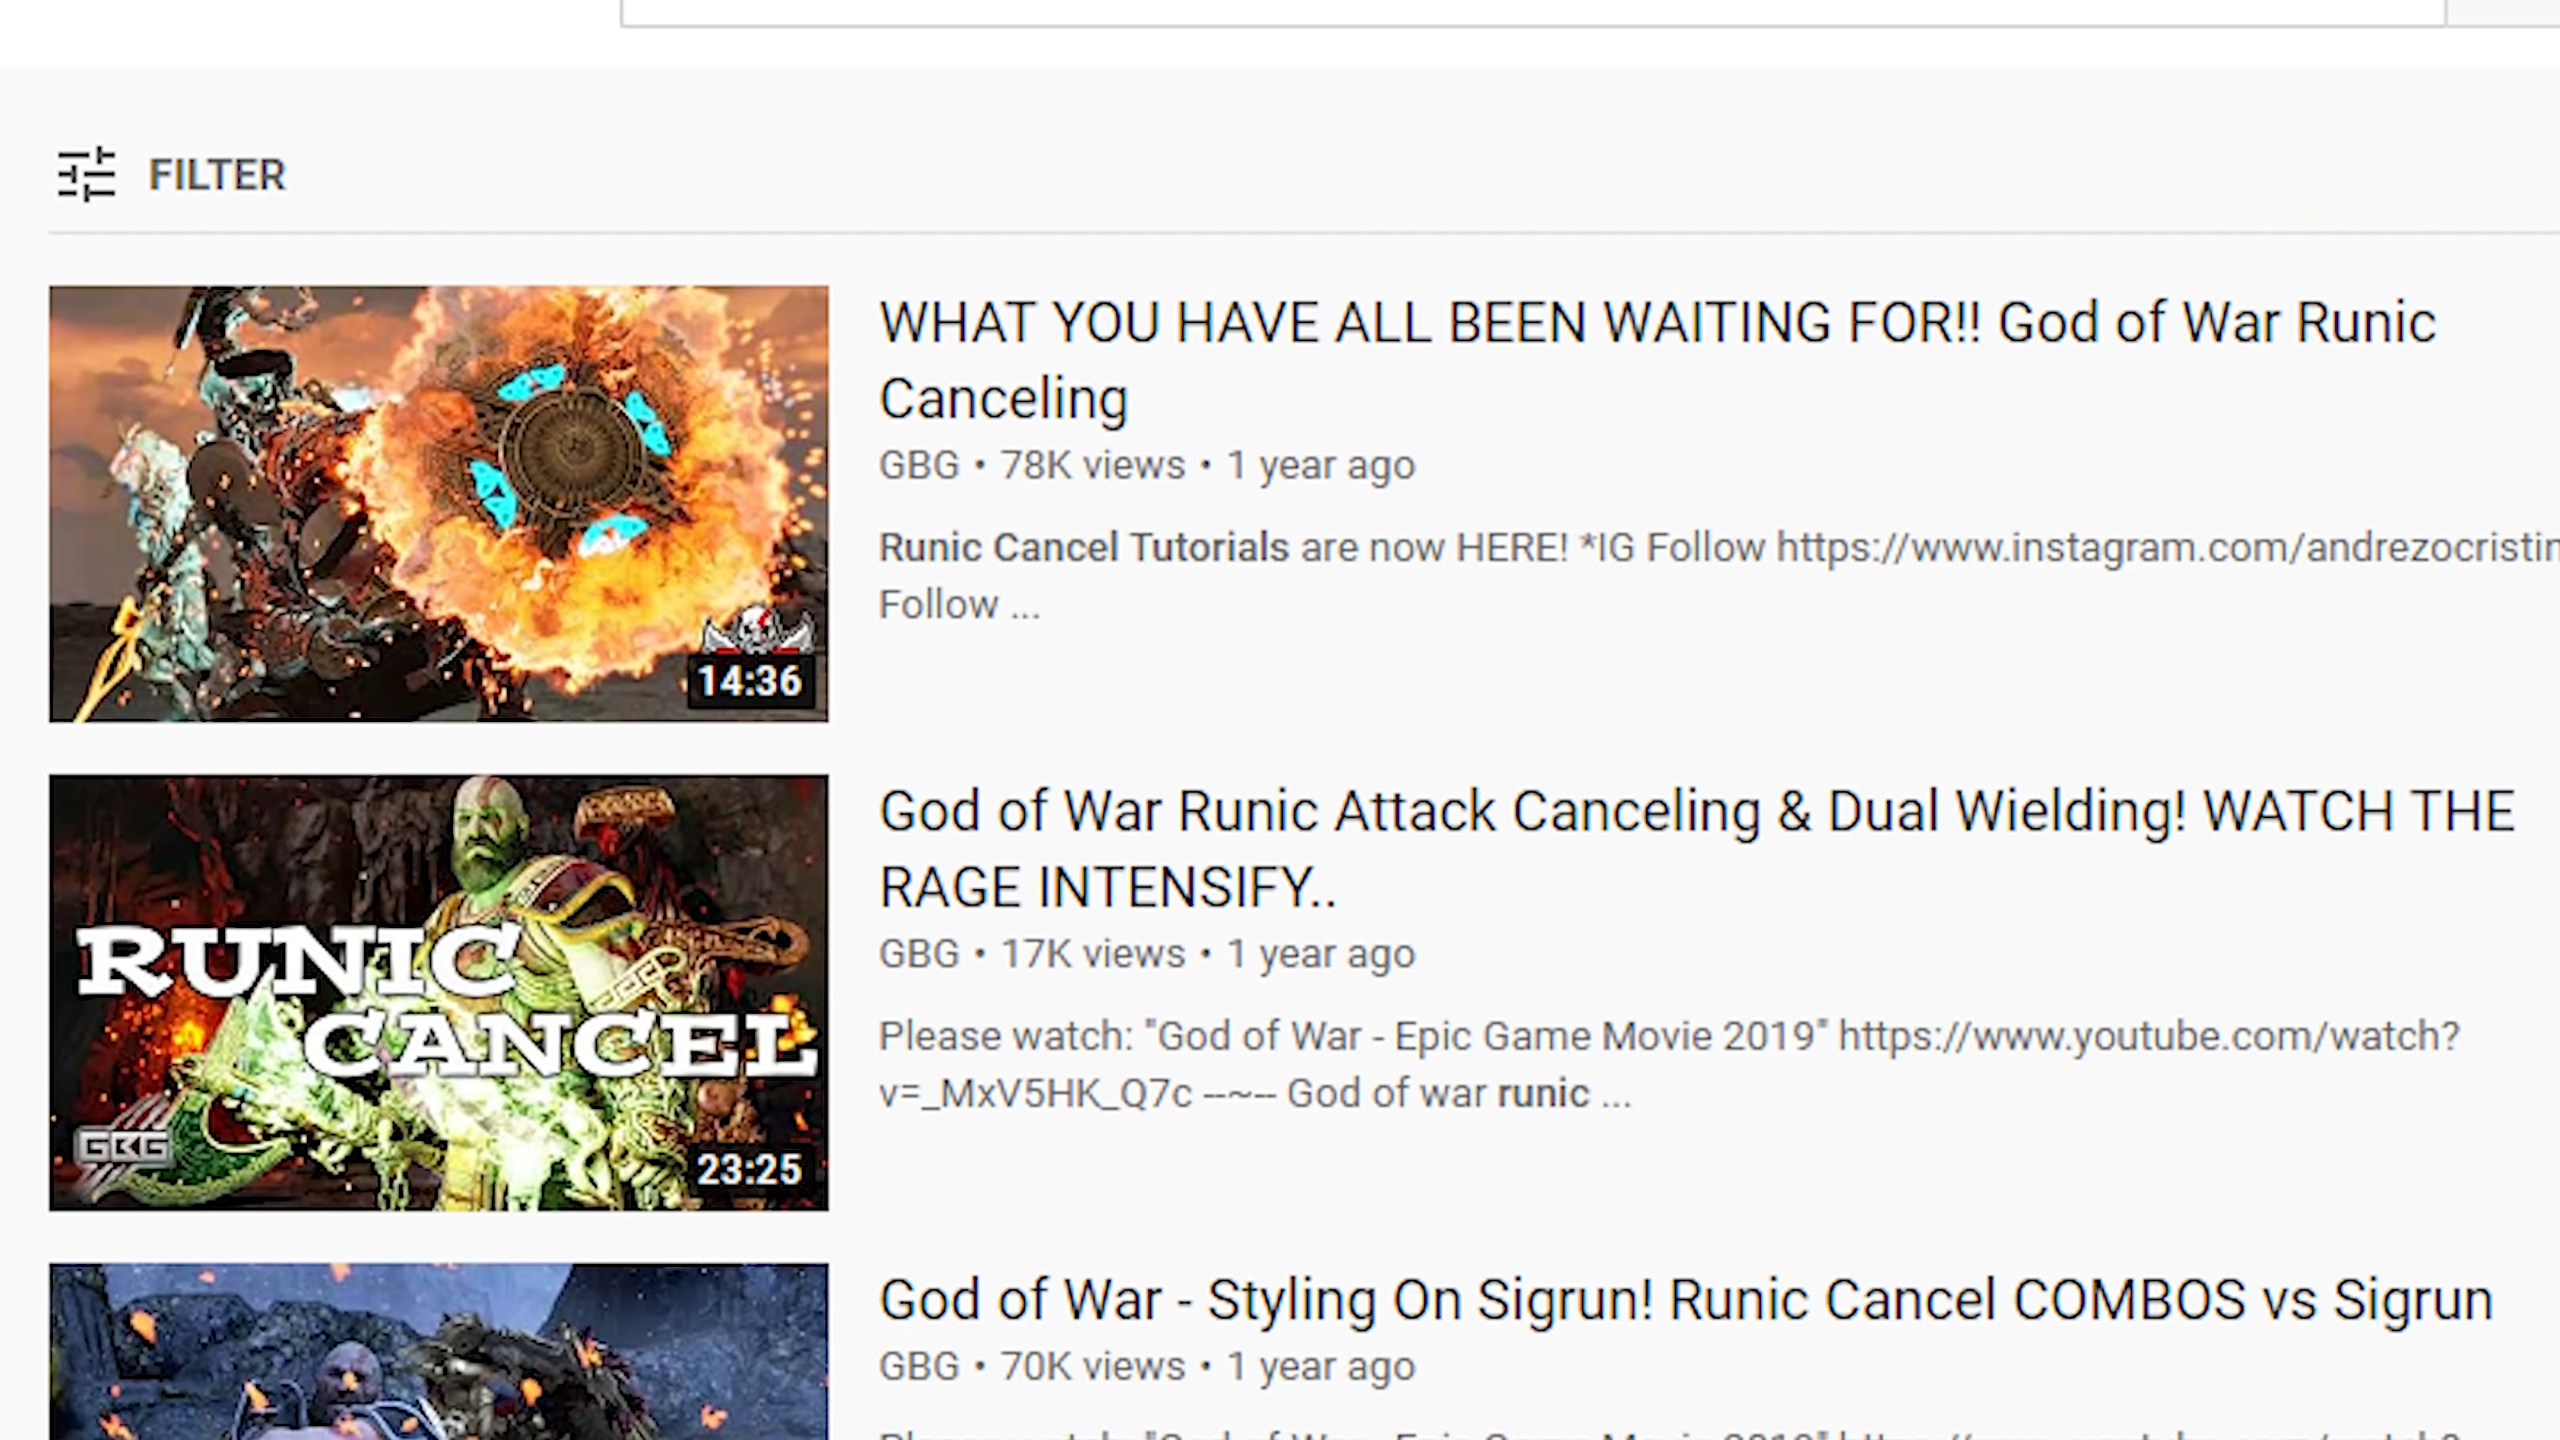 FILTER
WHAT YOU HAVE ALL BEEN WAITING FOR!! God of War Runic
Canceling
GBG • 78K views • 1 year ago
Runic Cancel Tutorials are now HERE! *IG Follow https://www.instagram.com/andrezocristin
Follow ...
14:36
God of War Runic Attack Canceling & Dual Wielding! WATCH THE
RAGE INTENSIFY..
GBG • 17K views • 1 year ago
Please watch: "God of War - Epic Game Movie 2019" https://www.youtube.com/watch?
v=_MxV5HK_Q7c --~-- God of war runic ...
RUNIC
CANCEL
GBG
23:25
God of War - Styling On Sigrun! Runic Cancel COMBOS vs Sigrun
GBG • 70K views • 1 year ago